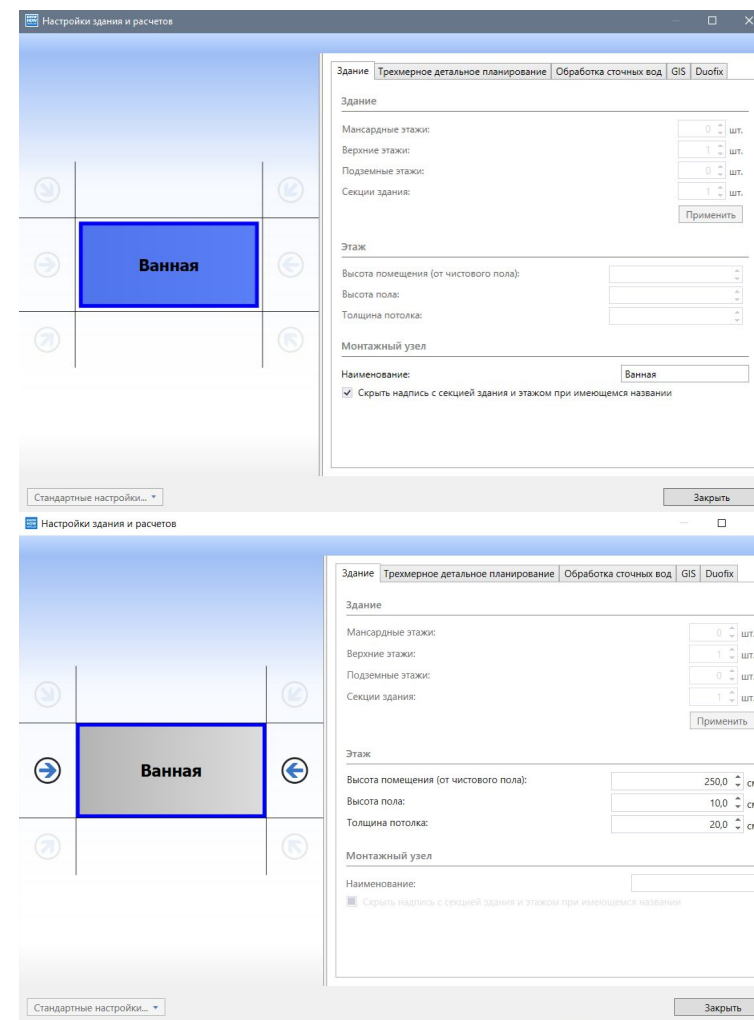 Настройки здания и расчетов
Здание Трехмерное детальное планирование Обработка сточных вод GIS Duofix
Здание
Мансардные этажи: 0 шт.
Верхние этажи: 1 шт.
Подземные этажи: 0 шт.
Секции здания: 1 шт.
Применить
Ванная
Этаж
Высота помещения (от чистового пола):
Высота пола:
Толщина потолка:
Монтажный узел
Наименование: Ванная
Скрыть надпись с секцией здания и этажом при имеющемся названии
Стандартные настройки... Закрыть
Настройки здания и расчетов
Здание Трехмерное детальное планирование Обработка сточных вод GIS Duofix
Здание
Мансардные этажи: 0 шт.
Верхние этажи: 1 шт.
Подземные этажи: 0 шт.
Секции здания: 1 шт.
Применить
Ванная
Этаж
Высота помещения (от чистового пола): 250,0
Высота пола: 10,0
Толщина потолка: 20,0
Монтажный узел
Наименование:
Скрыть надпись с секцией здания и этажом при имеющемся названии
Стандартные настройки... Закрыть